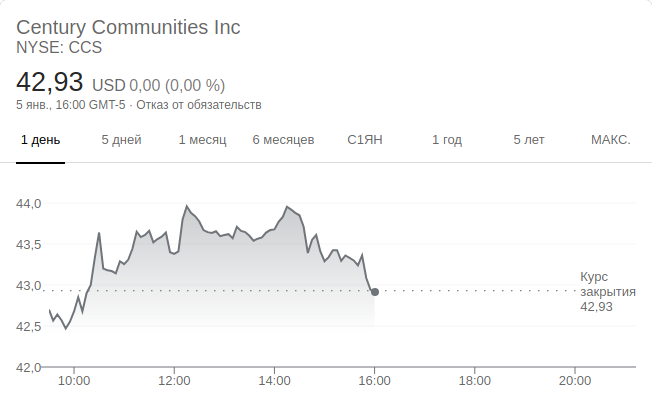 Century Communities Inc
NYSE: CCS
42,93 USD 0,00 (0,00 %)
5 янв., 16:00 GMT-5 · Отказ от обязательств
1 день 5 дней 1 месяц 6 месяцев С1ЯН 1 год 5 лет МАКС.
44,0
43,5
43,0
42,5
42,0
Курс
закрытия
42,93
10:00 12:00 14:00 16:00 18:00 20:00